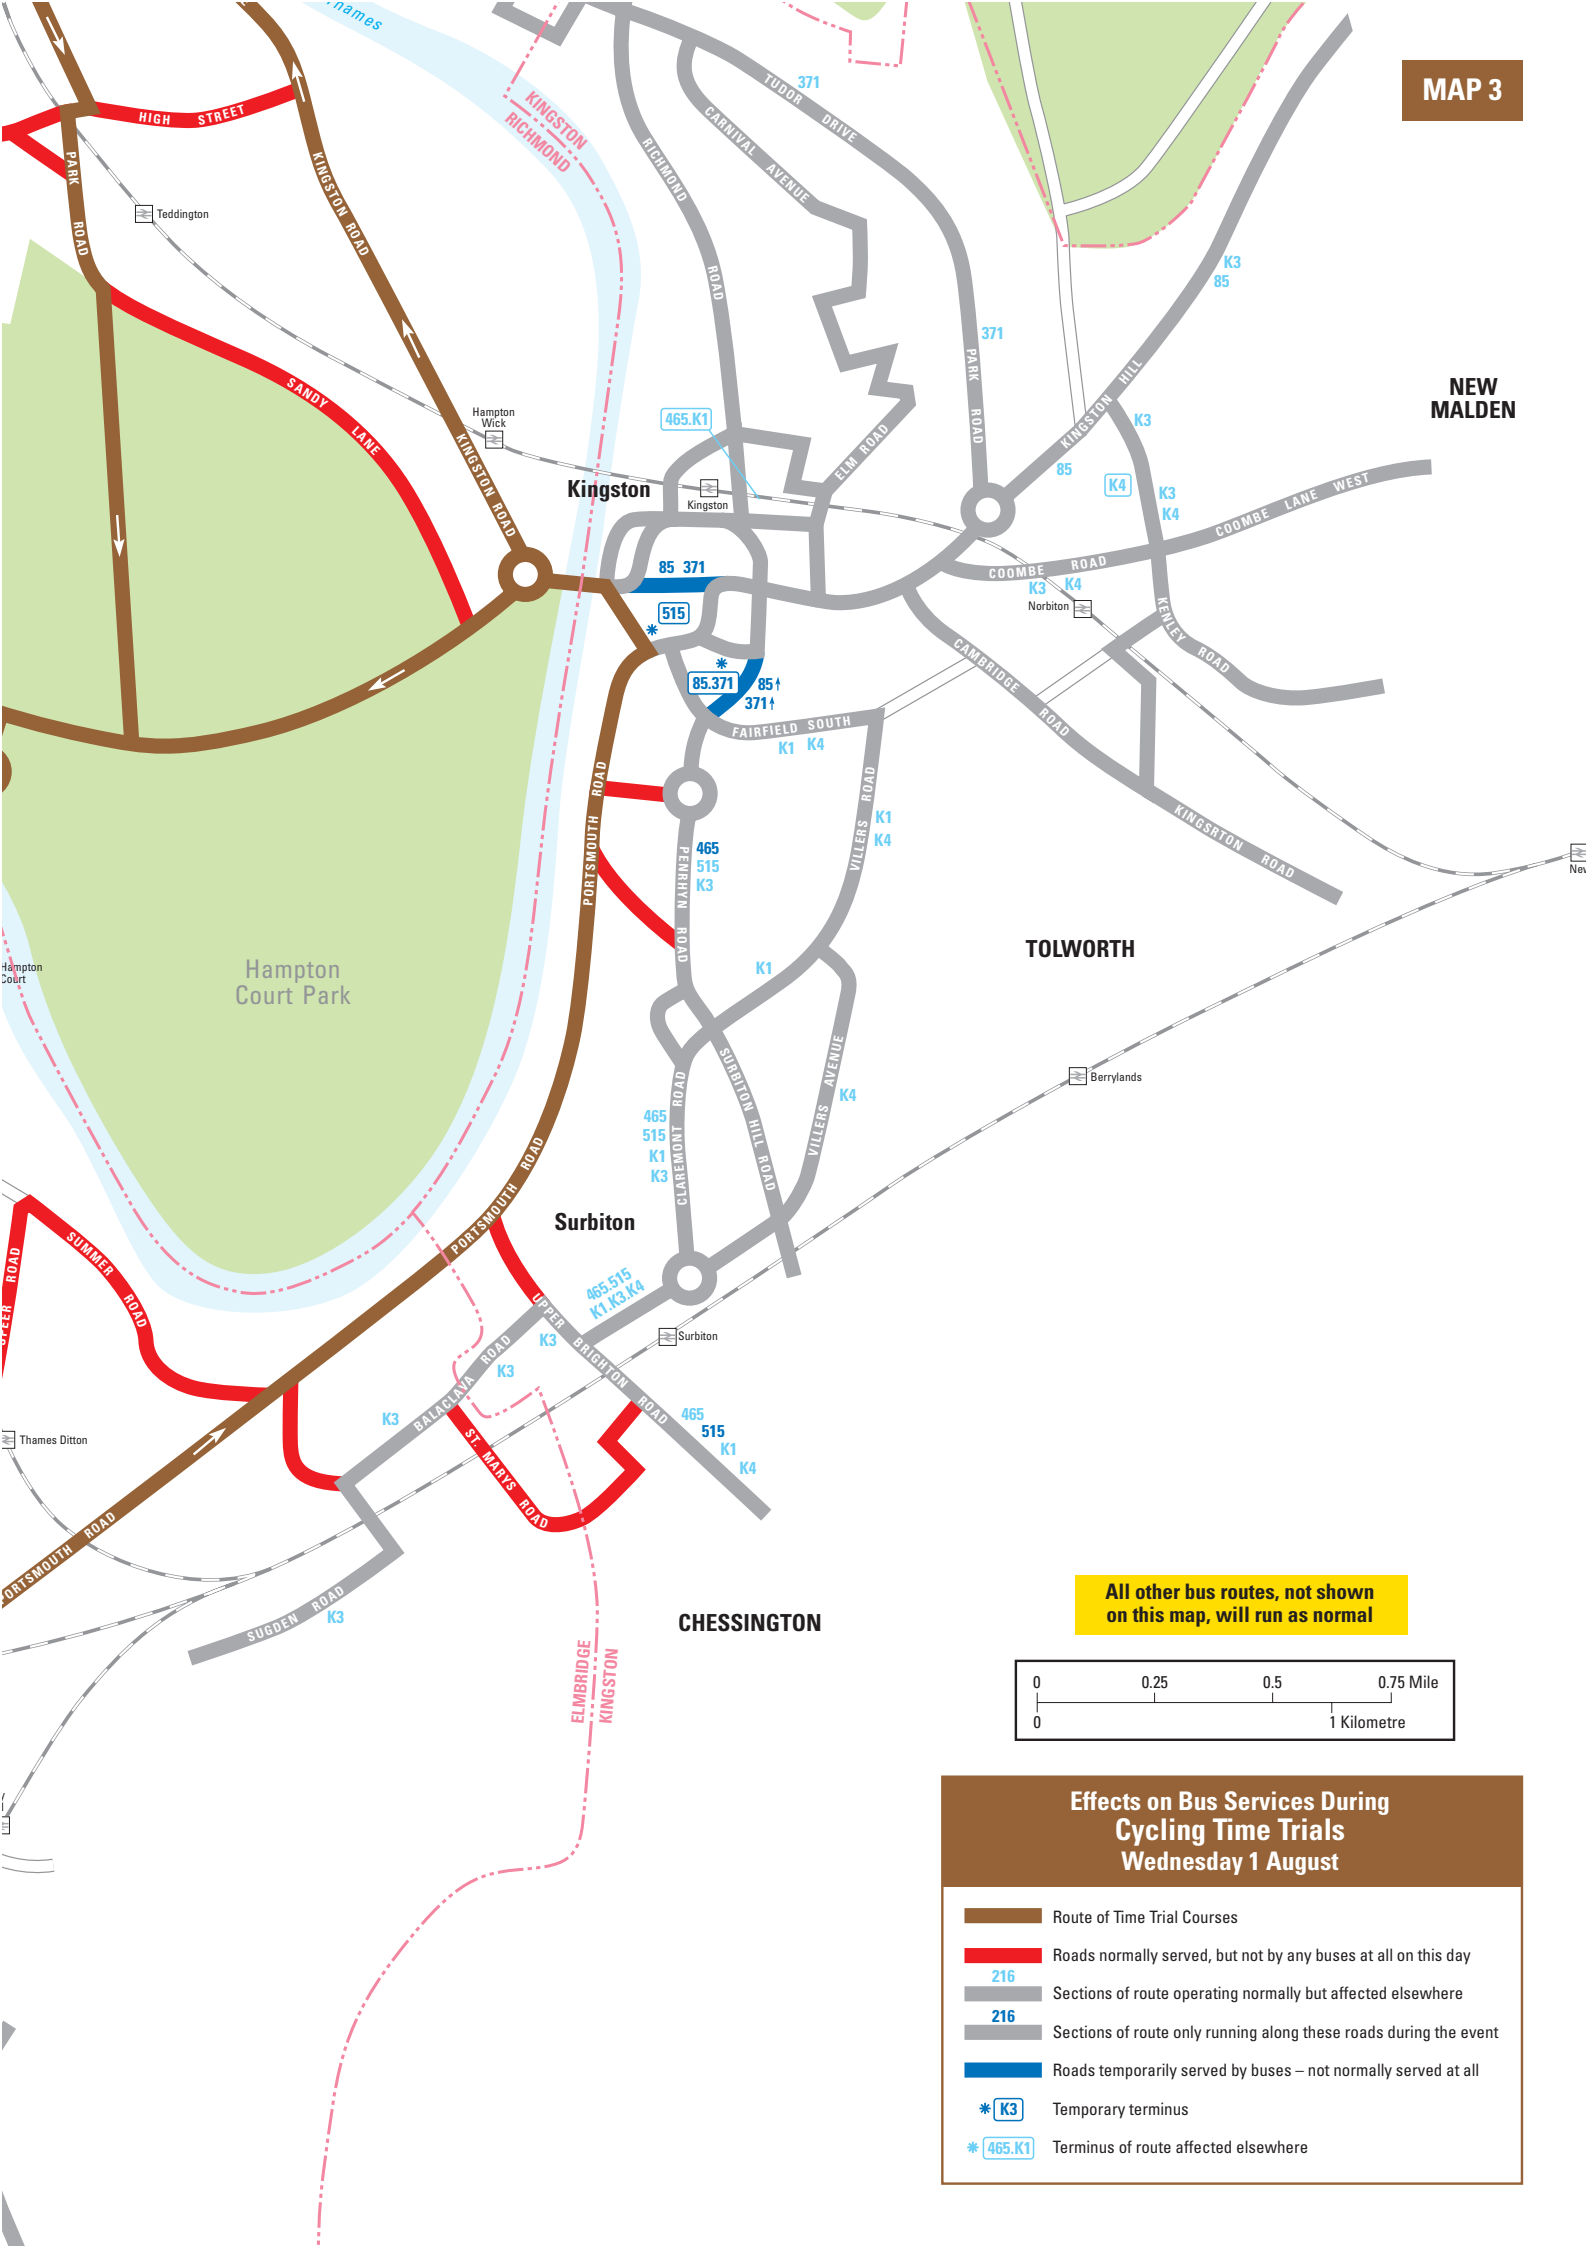 MAP 3
HIGH STREET
PARK ROAD
KINGSTON ROAD
Teddington
KINGSTON
RICHMOND
RICHMOND ROAD
CARNIVAL AVENUE
TUDOR DRIVE
371
K3
85
371
PARK ROAD
SANDY LANE
Hampton
Wick
KINGSTON ROAD
465.K1
ELM ROAD
KINGSTON HILL
K3
85
K4
K3
K4
NEW
MALDEN
COOMBE LANE WEST
Kingston
Kingston
COOMBE ROAD
K3 K4
Norbiton
KENLEY ROAD
85 371
515
85.371
85
371
FAIRFIELD SOUTH
K1 K4
CAMBRIDGE ROAD
KINGSRTON ROAD
VILLERS ROAD
K1
K4
PORTSMOUTH ROAD
465
515
K3
PENRHYN ROAD
TOLWORTH
Hampton
Court
Hampton
Court Park
K1
SURBITON HILL ROAD
VILLERS AVENUE
K4
Berrylands
465
515
K1
K3
CLAREMONT ROAD
PORTSMOUTH ROAD
Surbiton
465.515
K1.K3.K4
SUMMER ROAD
ROAD
UPPER BRIGHTON ROAD
K3
Surbiton
BALACLAVA ROAD
K3
K3
465
515
K1
K4
ST. MARYS ROAD
Thames Ditton
PORTSMOUTH ROAD
SUGDEN ROAD
K3
CHESSINGTON
ELMBRIDGE
KINGSTON
All other bus routes, not shown
on this map, will run as normal
0 0.25 0.5 0.75 Mile
0 1 Kilometre
Effects on Bus Services During
Cycling Time Trials
Wednesday 1 August
Route of Time Trial Courses
Roads normally served, but not by any buses at all on this day
216
Sections of route operating normally but affected elsewhere
216
Sections of route only running along these roads during the event
Roads temporarily served by buses – not normally served at all
* K3 Temporary terminus
* 465.K1 Terminus of route affected elsewhere